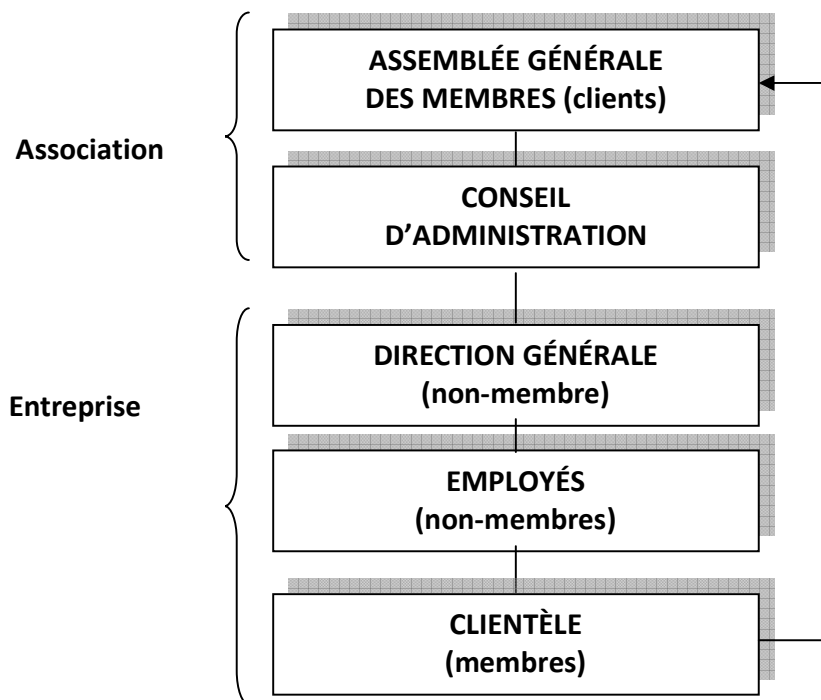 ASSEMBLÉE GÉNÉRALE
DES MEMBRES (clients)
Association
CONSEIL
D’ADMINISTRATION
DIRECTION GÉNÉRALE
(non-membre)
Entreprise
EMPLOYÉS
(non-membres)
CLIENTÈLE
(membres)